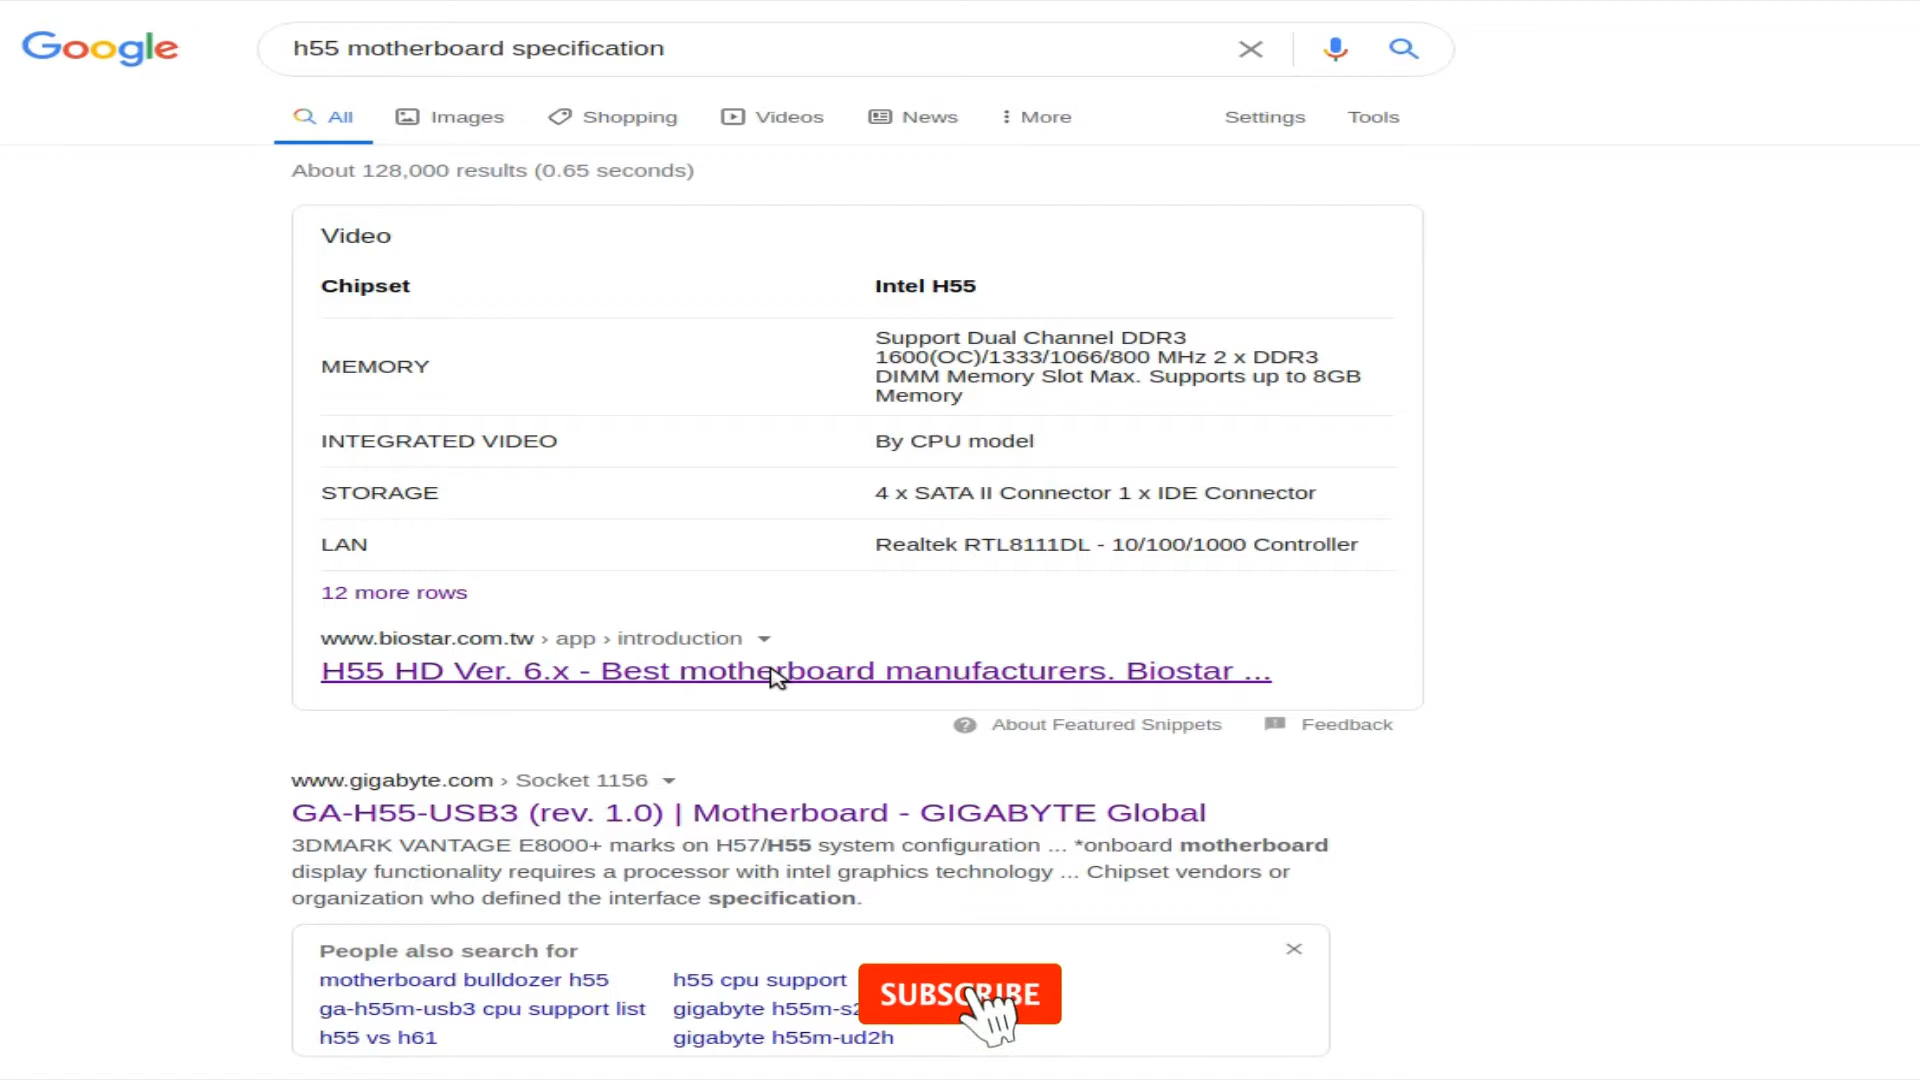 Google
h55 motherboard specification
All Images Shopping Videos News More Settings Tools
About 128,000 results (0.65 seconds)
Video
Chipset Intel H55
MEMORY
Support Dual Channel DDR3
1600(OC)/1333/1066/800 MHz 2 x DDR3
DIMM Memory Slot Max. Supports up to 8GB
Memory
INTEGRATED VIDEO By CPU model
STORAGE 4 x SATA II Connector 1 x IDE Connector
LAN Realtek RTL8111DL - 10/100/1000 Controller
12 more rows
www.biostar.com.tw › app › introduction
H55 HD Ver. 6.x - Best motherboard manufacturers. Biostar ...
About Featured Snippets Feedback
www.gigabyte.com › Socket 1156
GA-H55-USB3 (rev. 1.0) | Motherboard - GIGABYTE Global
3DMARK VANTAGE E8000+ marks on H57/H55 system configuration ... *onboard motherboard
display functionality requires a processor with intel graphics technology ... Chipset vendors or
organization who defined the interface specification.
People also search for
motherboard bulldozer h55 h55 cpu support
SUBSCRIBE
ga-h55m-usb3 cpu support list gigabyte h55m-s2
h55 vs h61 gigabyte h55m-ud2h